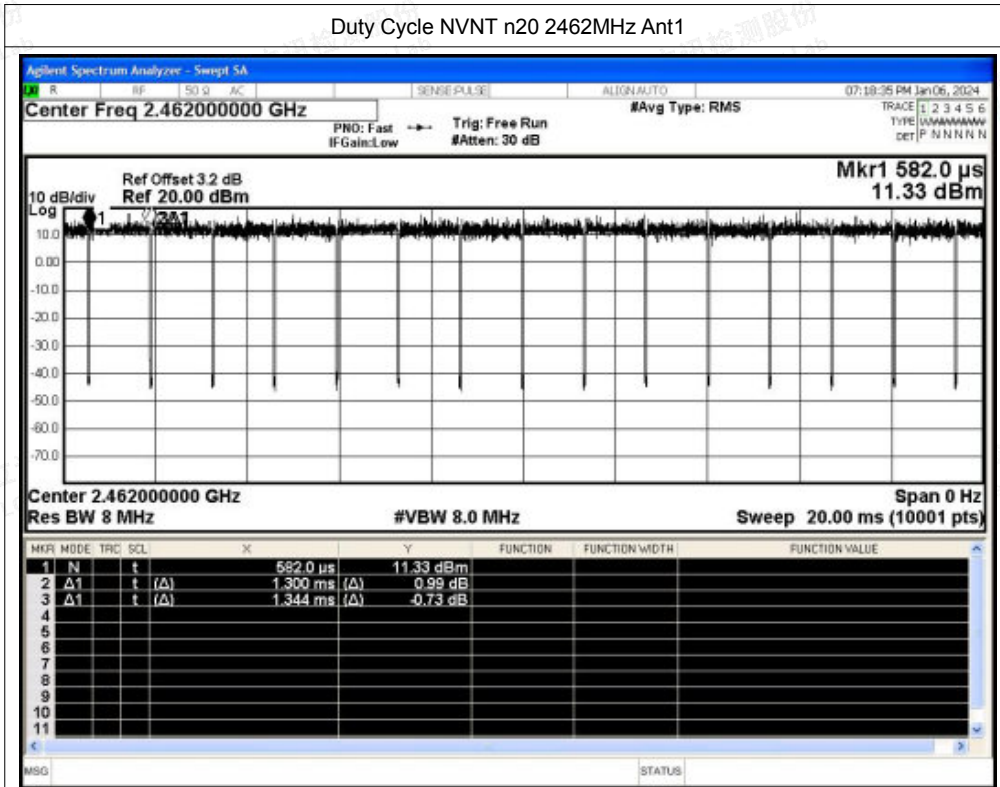 Duty Cycle NVNT n20 2462MHz Ant1
Agilent Spectrum Analyzer - Swept SA
R RF 50 Ω AC SENSE:PULSE ALIGN AUTO 07:18:35 PM Jan 06, 2024
Center Freq 2.462000000 GHz #Avg Type: RMS TRACE 1 2 3 4 5 6
PNO: Fast Trig: Free Run TYPE
IFGain:Low #Atten: 30 dB DET P N N N N N
Mkr1 582.0 µs
11.33 dBm
Ref Offset 3.2 dB
10 dB/div Ref 20.00 dBm
Log
1 3Δ1
10.0
0.00
-10.0
-20.0
-30.0
-40.0
-50.0
-60.0
-70.0
Center 2.462000000 GHz Span 0 Hz
Res BW 8 MHz #VBW 8.0 MHz Sweep 20.00 ms (10001 pts)
MKR MODE TRC SCL X Y FUNCTION FUNCTION WIDTH FUNCTION VALUE
1 N t 582.0 µs 11.33 dBm
2 Δ1 t (Δ) 1.300 ms (Δ) 0.99 dB
3 Δ1 t (Δ) 1.344 ms (Δ) -0.73 dB
4
5
6
7
8
9
10
11
MSG STATUS